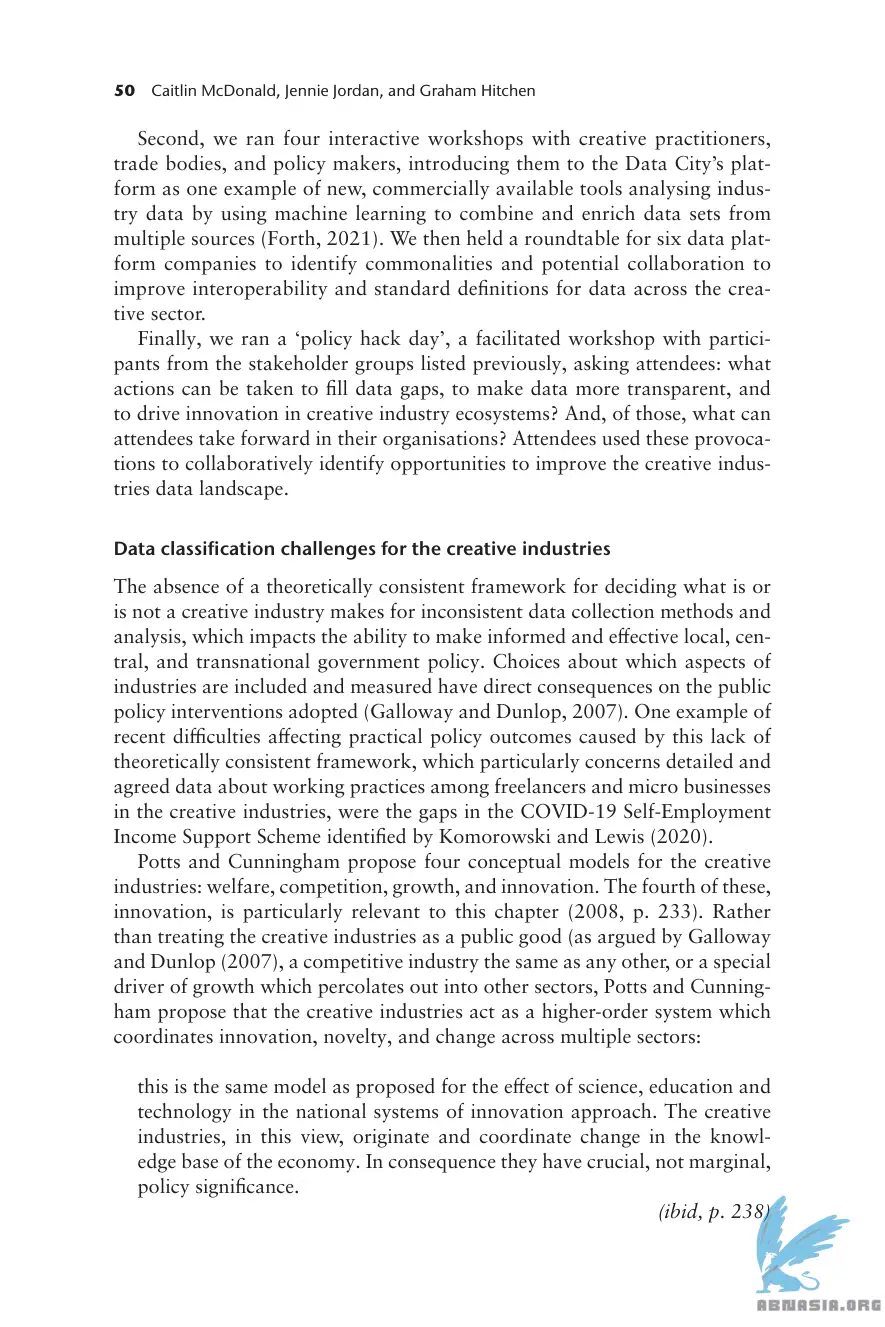 50 Caitlin McDonald, Jennie Jordan, and Graham Hitchen
Second, we ran four interactive workshops with creative practitioners,
trade bodies, and policy makers, introducing them to the Data City’s plat-
form as one example of new, commercially available tools analysing indus-
try data by using machine learning to combine and enrich data sets from
multiple sources (Forth, 2021). We then held a roundtable for six data plat-
form companies to identify commonalities and potential collaboration to
improve interoperability and standard definitions for data across the crea-
tive sector.
Finally, we ran a ‘policy hack day’, a facilitated workshop with partici-
pants from the stakeholder groups listed previously, asking attendees: what
actions can be taken to fill data gaps, to make data more transparent, and
to drive innovation in creative industry ecosystems? And, of those, what can
attendees take forward in their organisations? Attendees used these provoca-
tions to collaboratively identify opportunities to improve the creative indus-
tries data landscape.
Data classification challenges for the creative industries
The absence of a theoretically consistent framework for deciding what is or
is not a creative industry makes for inconsistent data collection methods and
analysis, which impacts the ability to make informed and effective local, cen-
tral, and transnational government policy. Choices about which aspects of
industries are included and measured have direct consequences on the public
policy interventions adopted (Galloway and Dunlop, 2007). One example of
recent difficulties affecting practical policy outcomes caused by this lack of
theoretically consistent framework, which particularly concerns detailed and
agreed data about working practices among freelancers and micro businesses
in the creative industries, were the gaps in the COVID-19 Self-Employment
Income Support Scheme identified by Komorowski and Lewis (2020).
Potts and Cunningham propose four conceptual models for the creative
industries: welfare, competition, growth, and innovation. The fourth of these,
innovation, is particularly relevant to this chapter (2008, p. 233). Rather
than treating the creative industries as a public good (as argued by Galloway
and Dunlop (2007), a competitive industry the same as any other, or a special
driver of growth which percolates out into other sectors, Potts and Cunning-
ham propose that the creative industries act as a higher-order system which
coordinates innovation, novelty, and change across multiple sectors:
this is the same model as proposed for the effect of science, education and
technology in the national systems of innovation approach. The creative
industries, in this view, originate and coordinate change in the knowl-
edge base of the economy. In consequence they have crucial, not marginal,
policy significance.
(ibid, p. 238)
ABNASIA.ORG